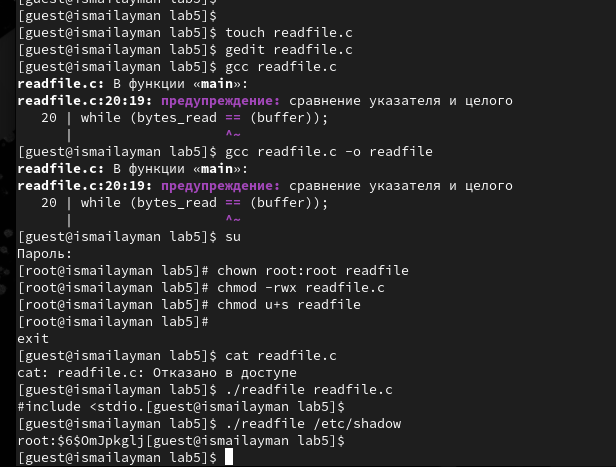 [guest@ismailayman lab5]$
[guest@ismailayman lab5]$
[guest@ismailayman lab5]$ touch readfile.c
[guest@ismailayman lab5]$ gedit readfile.c
[guest@ismailayman lab5]$ gcc readfile.c
readfile.c: В функции «main»:
readfile.c:20:19: предупреждение: сравнение указателя и целого
   20 | while (bytes_read == (buffer));
      |                   ^~
[guest@ismailayman lab5]$ gcc readfile.c -o readfile
readfile.c: В функции «main»:
readfile.c:20:19: предупреждение: сравнение указателя и целого
   20 | while (bytes_read == (buffer));
      |                   ^~
[guest@ismailayman lab5]$ su
Пароль:
[root@ismailayman lab5]# chown root:root readfile
[root@ismailayman lab5]# chmod -rwx readfile.c
[root@ismailayman lab5]# chmod u+s readfile
[root@ismailayman lab5]#
exit
[guest@ismailayman lab5]$ cat readfile.c
cat: readfile.c: Отказано в доступе
[guest@ismailayman lab5]$ ./readfile readfile.c
#include <stdio.[guest@ismailayman lab5]$
[guest@ismailayman lab5]$ ./readfile /etc/shadow
root:$6$OmJpkglj[guest@ismailayman lab5]$
[guest@ismailayman lab5]$